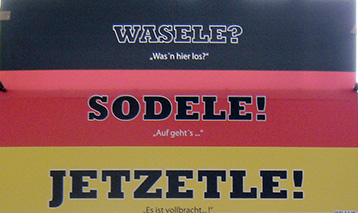 WASELE?
„Was'n hier los?"
SODELE!
„Auf geht's ..."
JETZETLE!
„Es ist vollbracht...!"